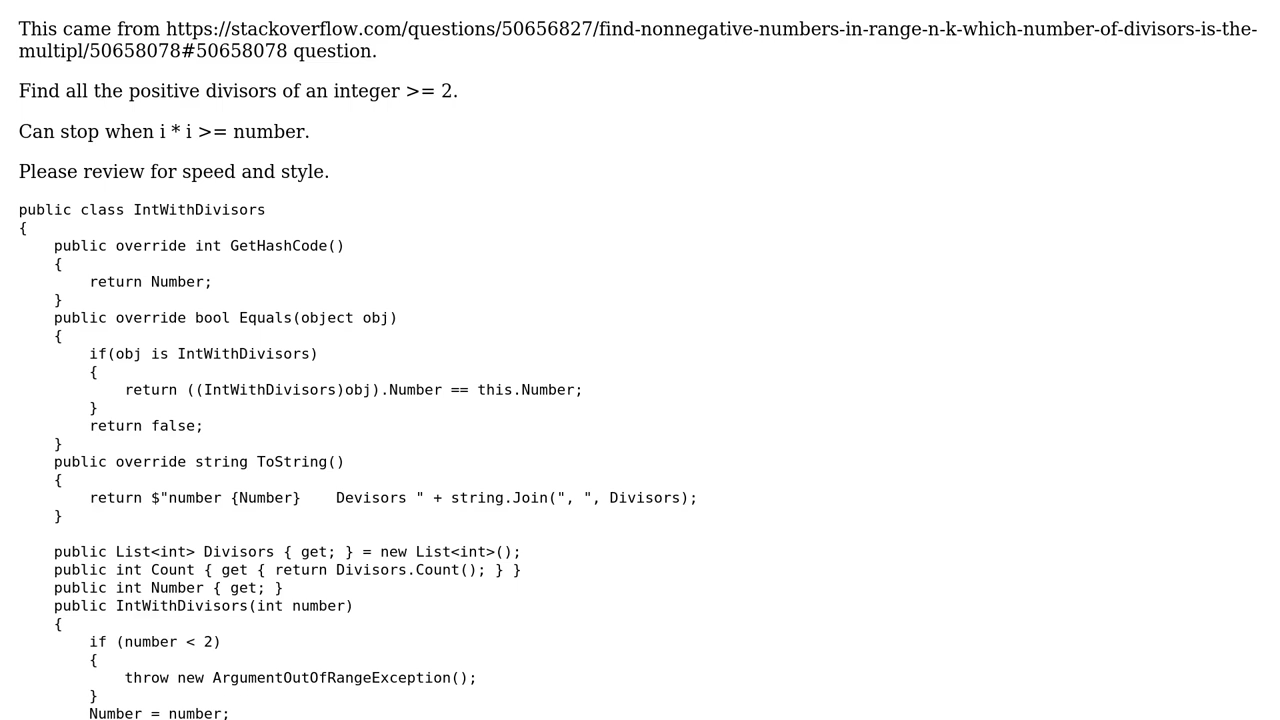 This came from https://stackoverflow.com/questions/50656827/find-nonnegative-numbers-in-range-n-k-which-number-of-divisors-is-the-
multipl/50658078#50658078 question.
Find all the positive divisors of an integer >= 2.
Can stop when i * i >= number.
Please review for speed and style.
public class IntWithDivisors
{
    public override int GetHashCode()
    {
        return Number;
    }
    public override bool Equals(object obj)
    {
        if(obj is IntWithDivisors)
        {
            return ((IntWithDivisors)obj).Number == this.Number;
        }
        return false;
    }
    public override string ToString()
    {
        return $"number {Number}    Devisors " + string.Join(", ", Divisors);
    }

    public List<int> Divisors { get; } = new List<int>();
    public int Count { get { return Divisors.Count(); } }
    public int Number { get; }
    public IntWithDivisors(int number)
    {
        if (number < 2)
        {
            throw new ArgumentOutOfRangeException();
        }
        Number = number;